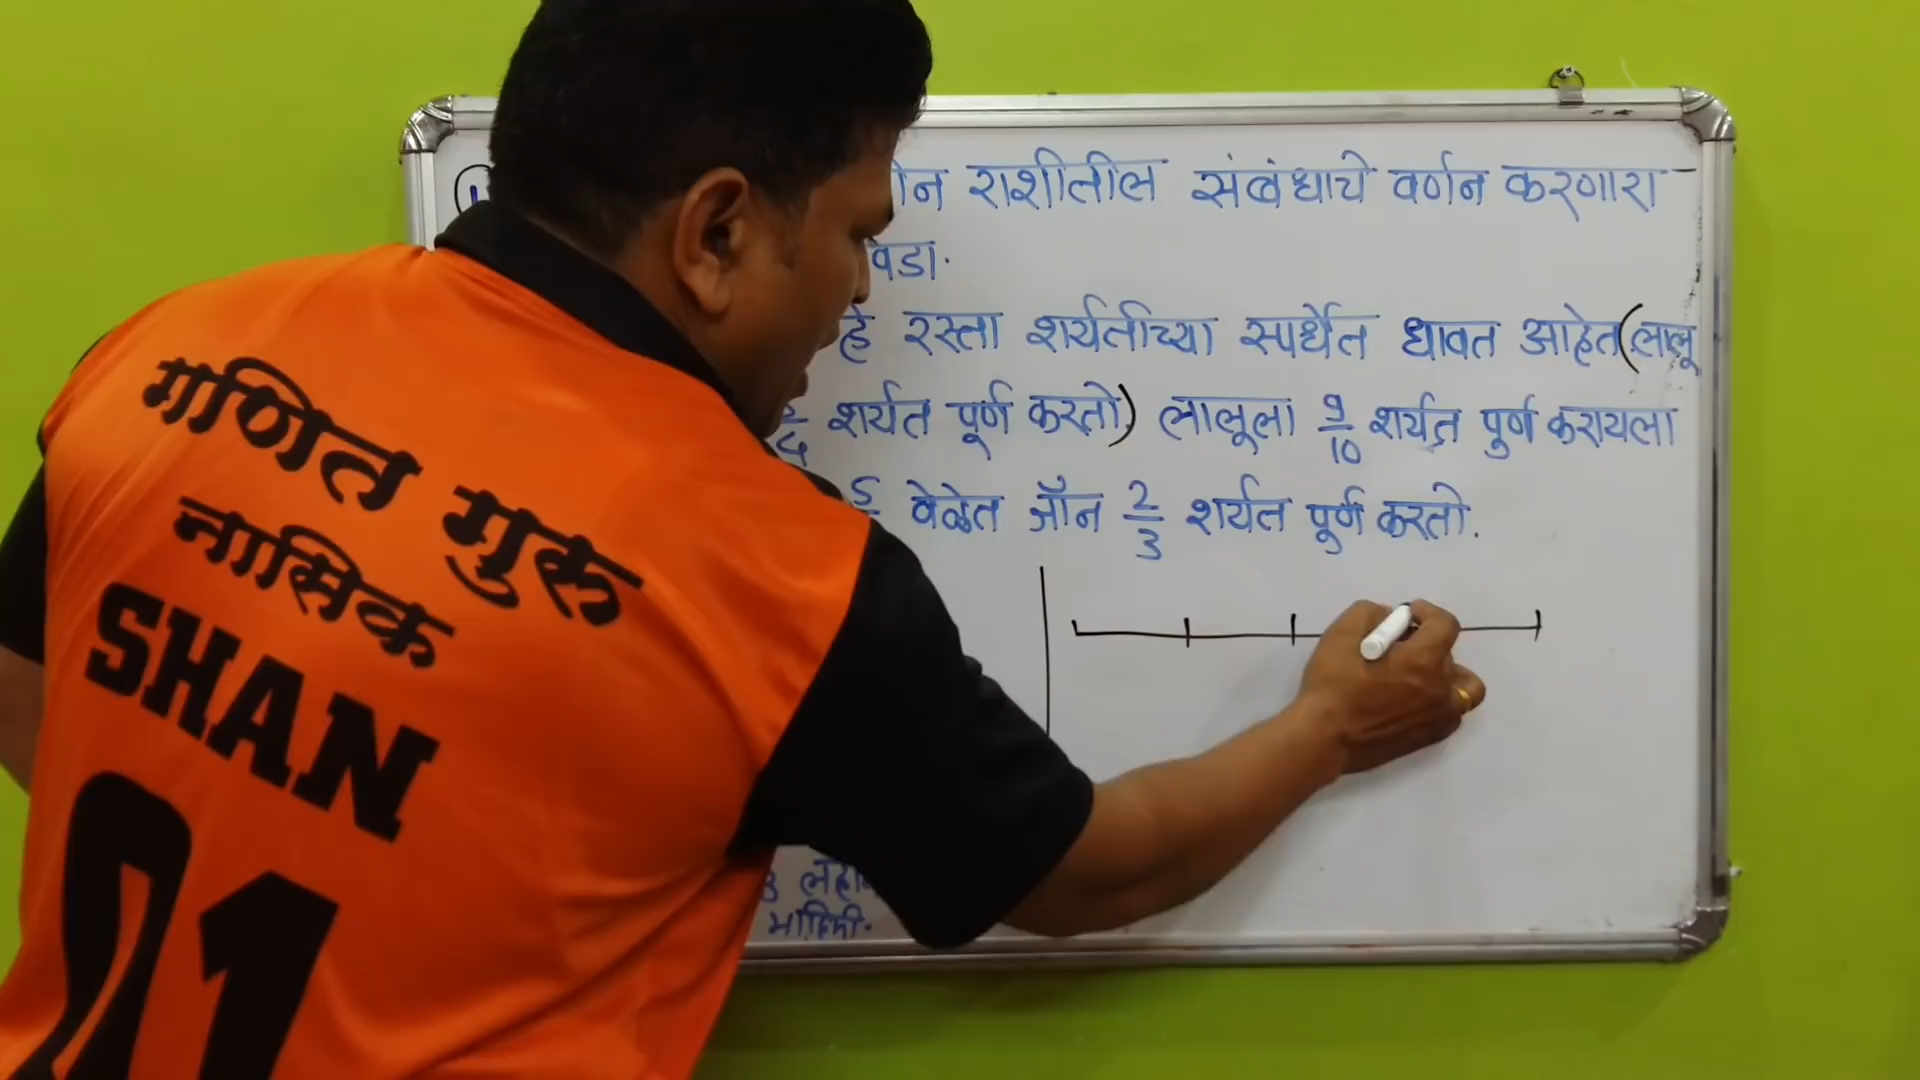 राशीतील संबंधाचे वर्णन करणारा
हे रस्ता शर्यतीच्या स्पर्धेत धावत आहेत (लालू
शर्यत पूर्ण करतो) लालूला 9/10 शर्यत पुर्ण करायला
वेळेत जॉन 2/3 शर्यत पूर्ण करतो.
गणित गुरु
नासिक
SHAN
01